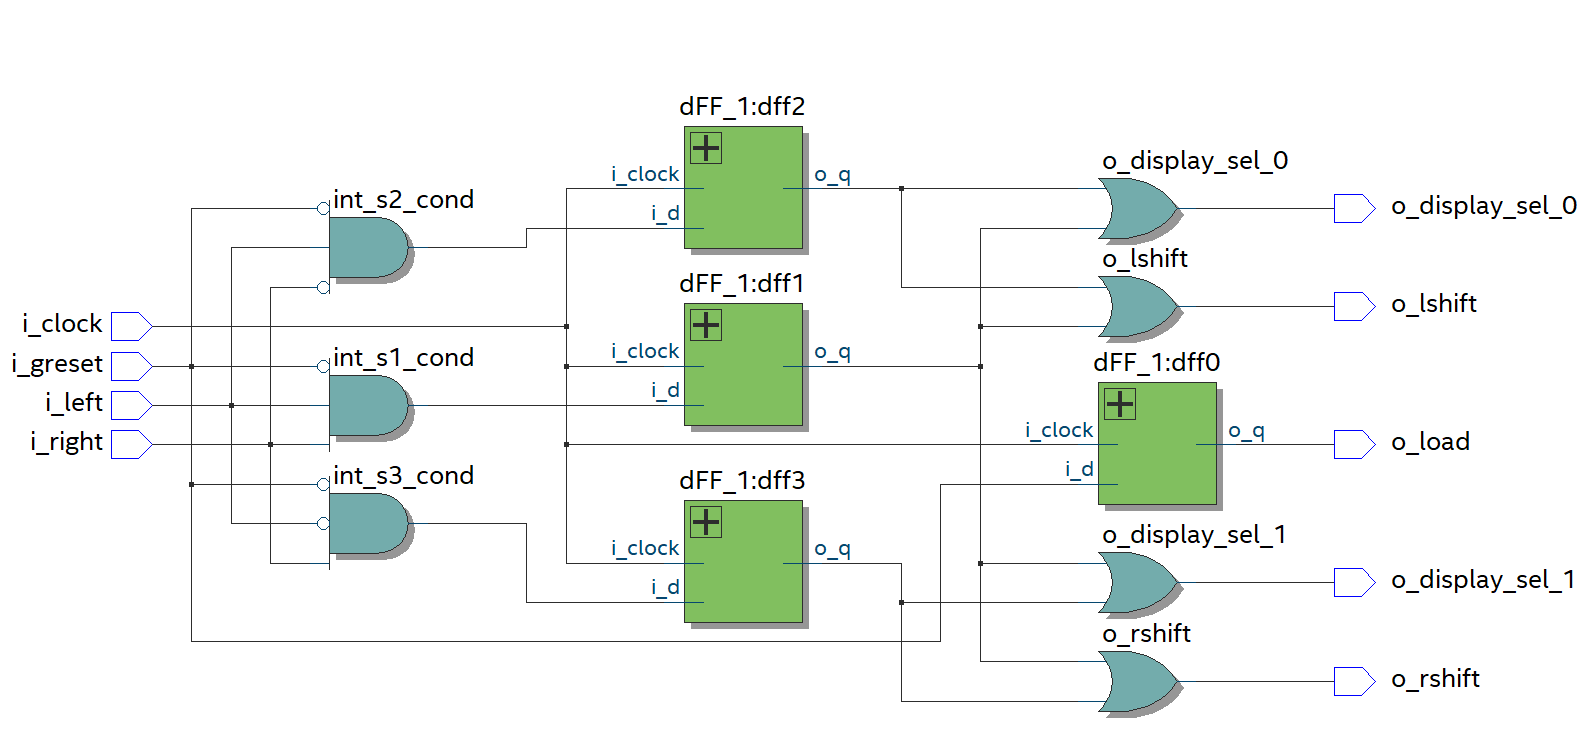 dFF_1:dff2
i_clock
o_q
i_d
int_s2_cond
o_display_sel_0
o_display_sel_0
o_lshift
o_lshift
dFF_1:dff1
i_clock
o_q
i_d
i_clock
i_greset
i_left
i_right
int_s1_cond
dFF_1:dff0
i_clock
o_q
i_d
o_load
int_s3_cond
dFF_1:dff3
i_clock
o_q
i_d
o_display_sel_1
o_display_sel_1
o_rshift
o_rshift